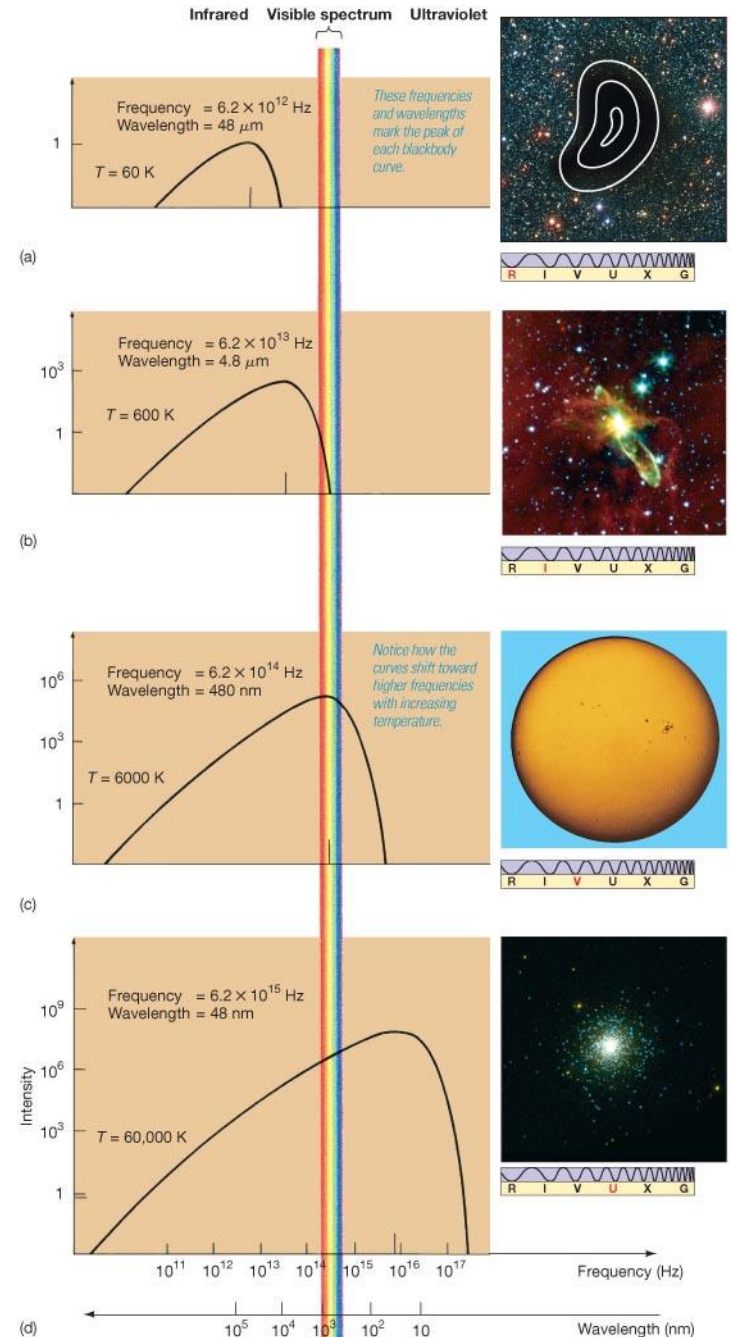 Infrared Visible spectrum Ultraviolet
Frequency = 6.2 × 10¹² Hz
Wavelength = 48 μm
These frequencies
and wavelengths
mark the peak of
each blackbody
curve.
1
T = 60 K
(a)
R I V U X G
Frequency = 6.2 × 10¹³ Hz
Wavelength = 4.8 μm
10³
T = 600 K
1
(b)
R I V U X G
Frequency = 6.2 × 10¹⁴ Hz
Wavelength = 480 nm
Notice how the
curves shift toward
higher frequencies
with increasing
temperature.
10⁶
10³
T = 6000 K
1
(c)
R I V U X G
Frequency = 6.2 × 10¹⁵ Hz
Wavelength = 48 nm
10⁹
10⁶
Intensity
10³
T = 60,000 K
1
R I V U X G
10¹¹ 10¹² 10¹³ 10¹⁴ 10¹⁵ 10¹⁶ 10¹⁷
Frequency (Hz)
(d)
10⁵ 10⁴ 10³ 10² 10
Wavelength (nm)